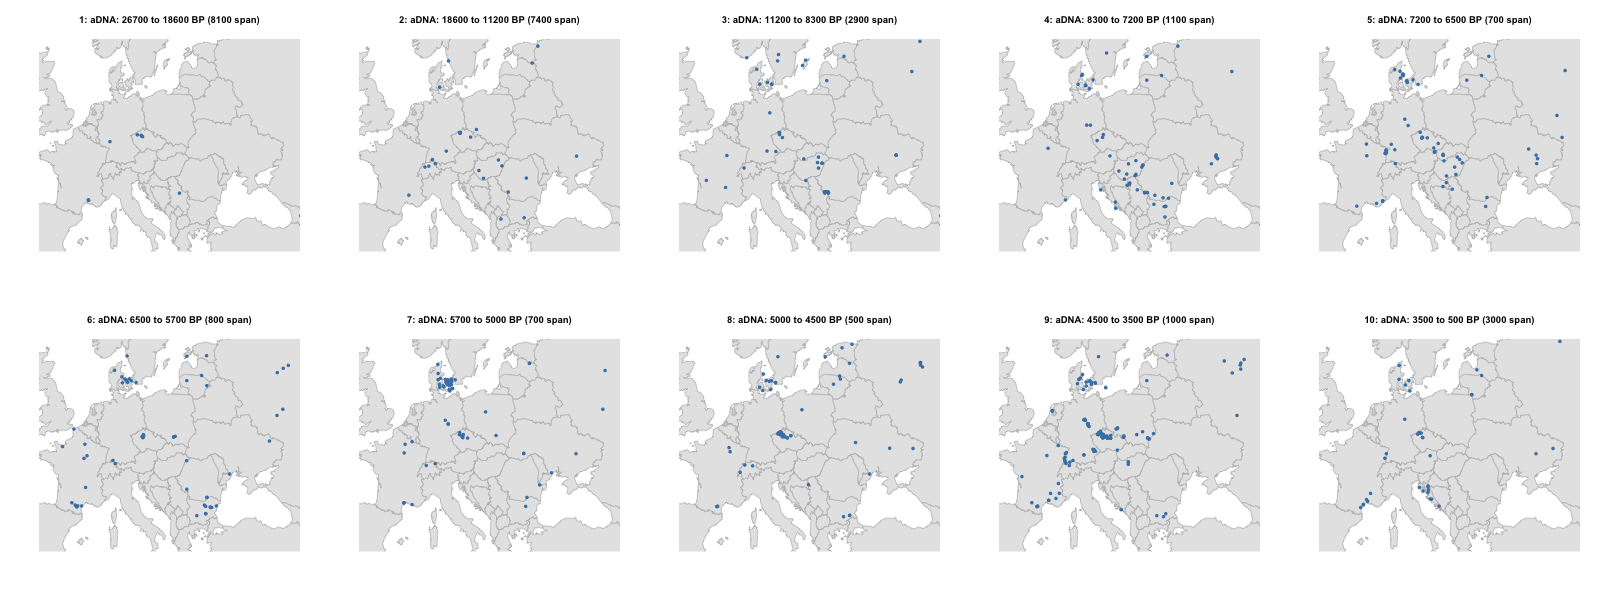 1: aDNA: 26700 to 18600 BP (8100 span)
2: aDNA: 18600 to 11200 BP (7400 span)
3: aDNA: 11200 to 8300 BP (2900 span)
4: aDNA: 8300 to 7200 BP (1100 span)
5: aDNA: 7200 to 6500 BP (700 span)
6: aDNA: 6500 to 5700 BP (800 span)
7: aDNA: 5700 to 5000 BP (700 span)
8: aDNA: 5000 to 4500 BP (500 span)
9: aDNA: 4500 to 3500 BP (1000 span)
10: aDNA: 3500 to 500 BP (3000 span)